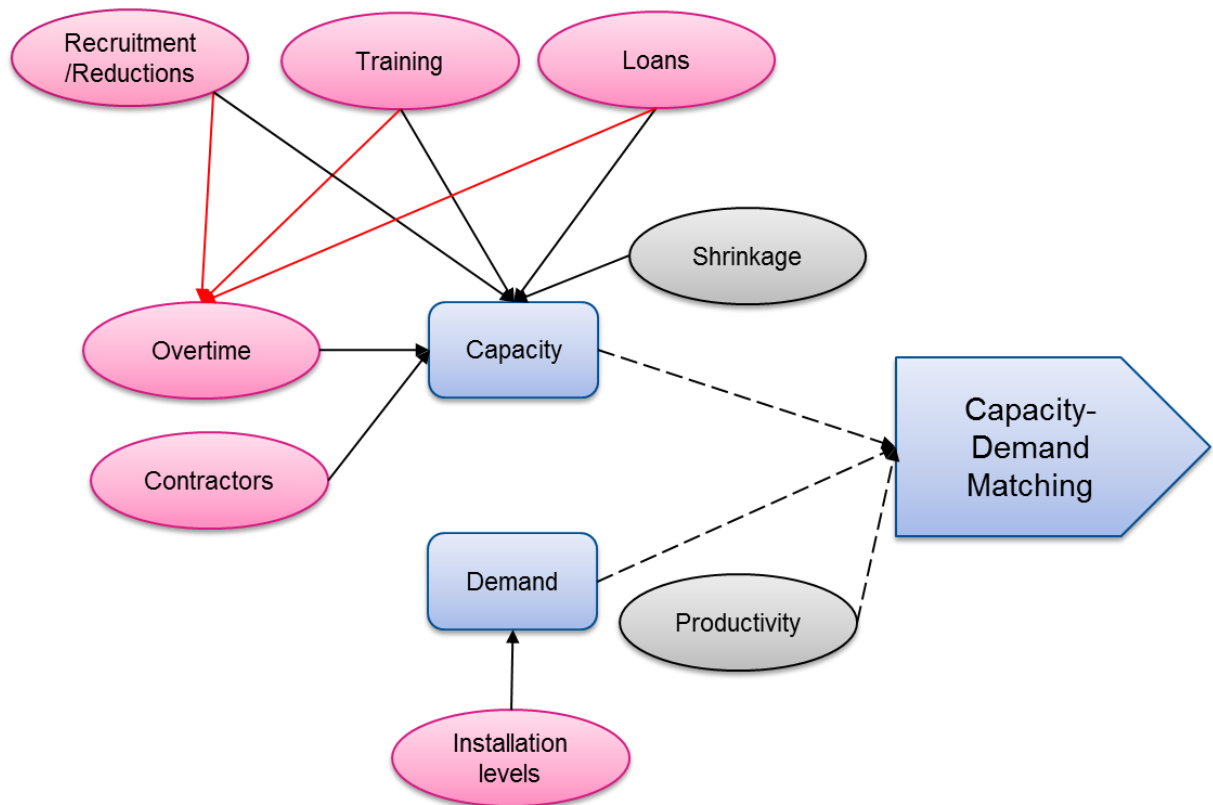 Recruitment
/Reductions
Training
Loans
Shrinkage
Overtime
Capacity
Capacity-
Demand
Matching
Contractors
Demand
Productivity
Installation
levels